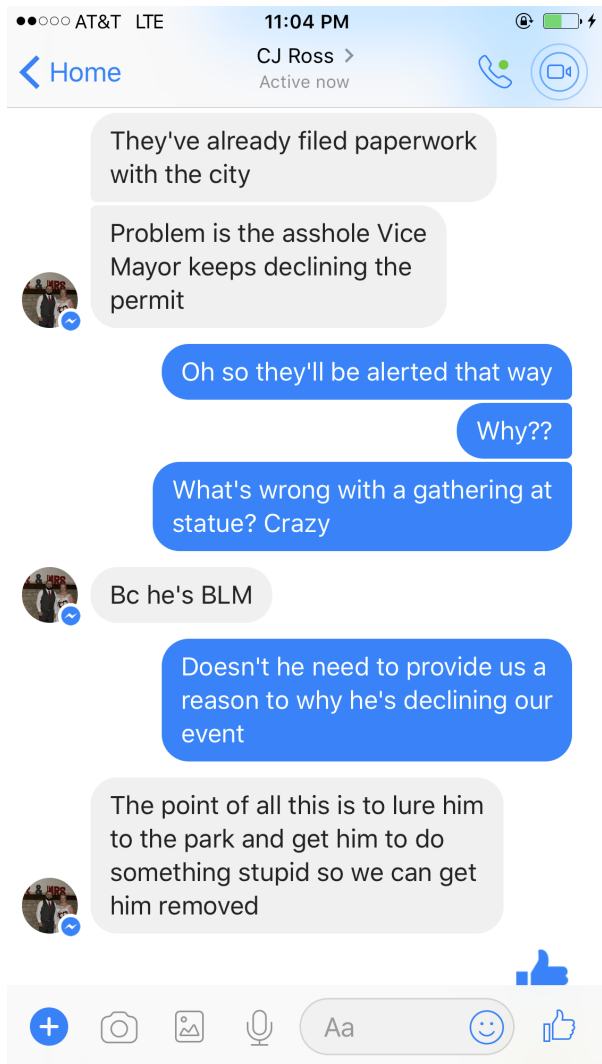 AT&T LTE 11:04 PM
Home
CJ Ross
Active now
They've already filed paperwork
with the city
Problem is the asshole Vice
Mayor keeps declining the
permit
Oh so they'll be alerted that way
Why??
What's wrong with a gathering at
statue? Crazy
Bc he's BLM
Doesn't he need to provide us a
reason to why he's declining our
event
The point of all this is to lure him
to the park and get him to do
something stupid so we can get
him removed
Aa